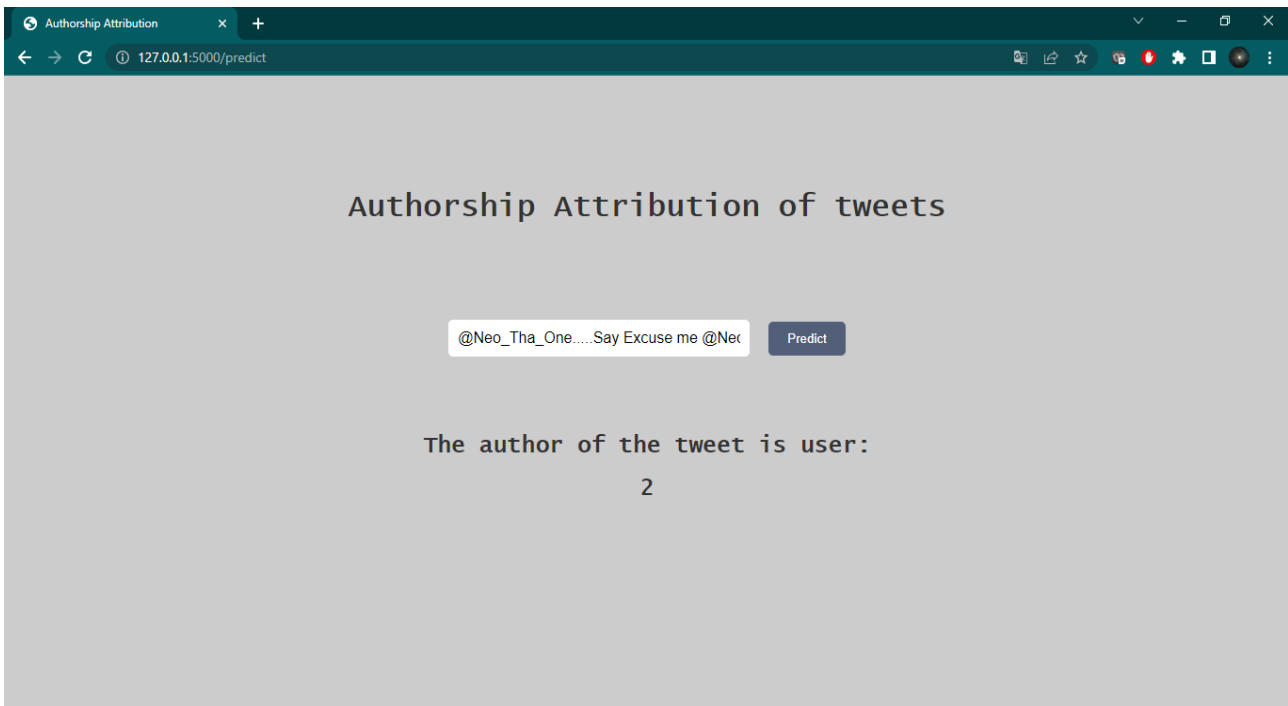 Authorship Attribution
127.0.0.1:5000/predict
Authorship Attribution of tweets
@Neo_Tha_One.....Say Excuse me @Neo
Predict
The author of the tweet is user:
2